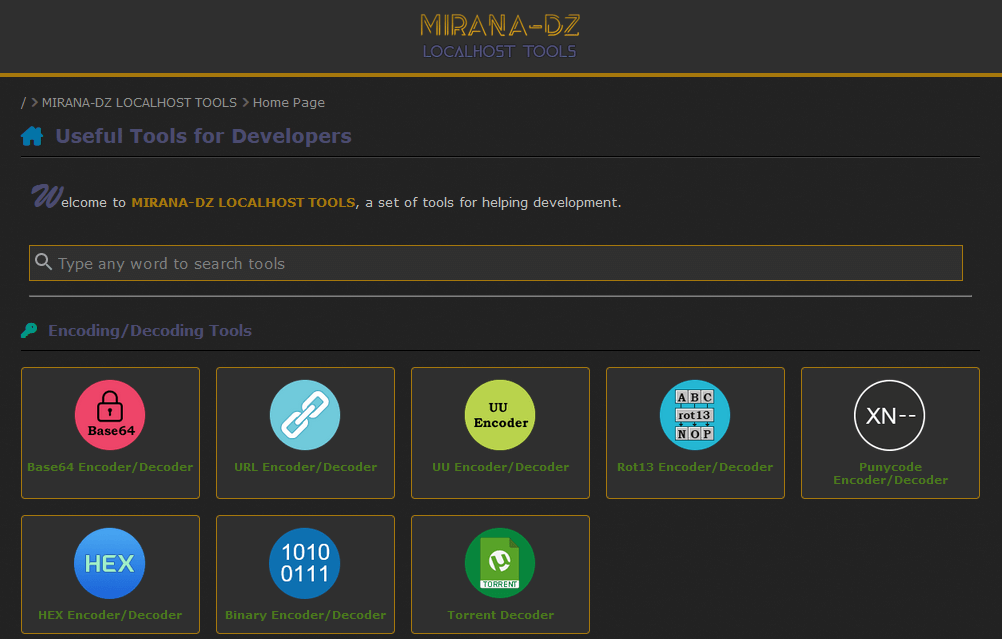 MIRANA-DZ
LOCALHOST TOOLS
/ > MIRANA-DZ LOCALHOST TOOLS > Home Page
Useful Tools for Developers
Welcome to MIRANA-DZ LOCALHOST TOOLS, a set of tools for helping development.
Type any word to search tools
Encoding/Decoding Tools
Base64
Base64 Encoder/Decoder
URL Encoder/Decoder
UU
Encoder
UU Encoder/Decoder
A B C
rot13
N O P
Rot13 Encoder/Decoder
XN--
Punycode
Encoder/Decoder
HEX
HEX Encoder/Decoder
1010
0111
Binary Encoder/Decoder
TORRENT
Torrent Decoder